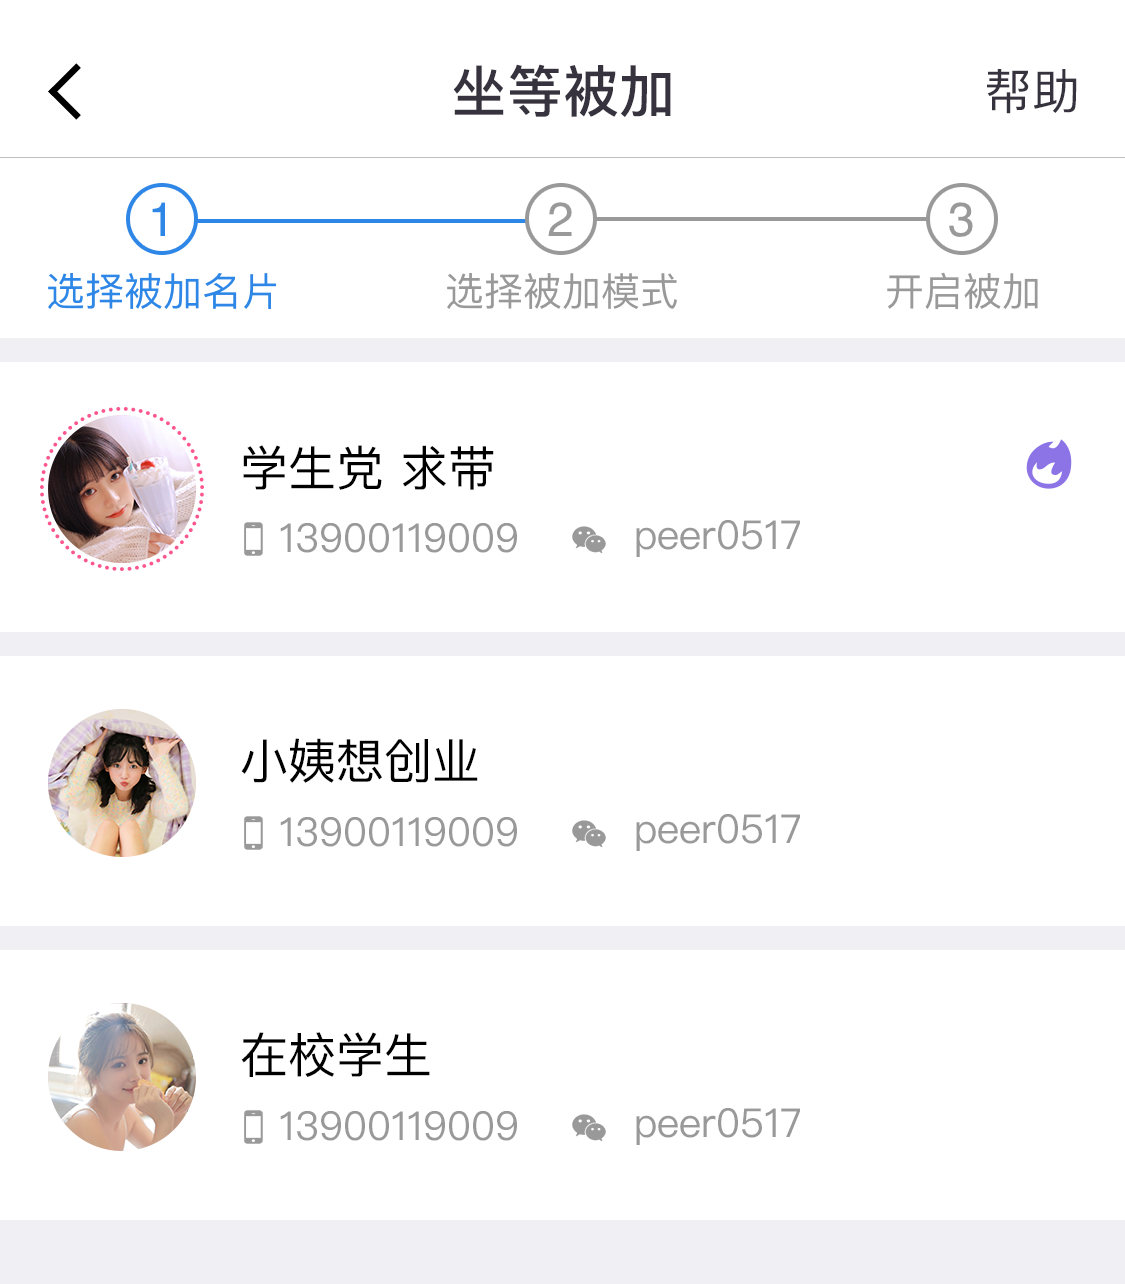 坐等被加 帮助
1 2 3
选择被加名片 选择被加模式 开启被加
学生党 求带
13900119009 peer0517
小姨想创业
13900119009 peer0517
在校学生
13900119009 peer0517